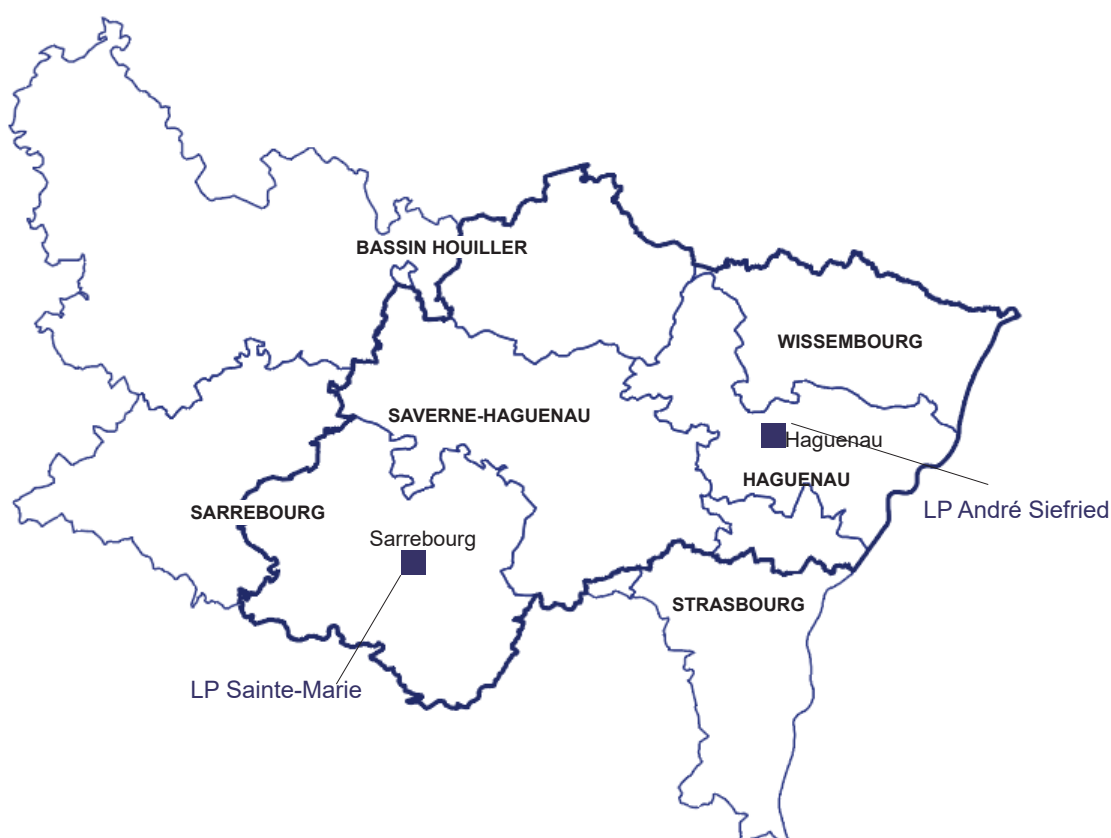 BASSIN HOUILLER
WISSEMBOURG
SAVERNE-HAGUENAU
Haguenau
HAGUENAU
LP André Siefried
SARREBOURG
Sarrebourg
STRASBOURG
LP Sainte-Marie